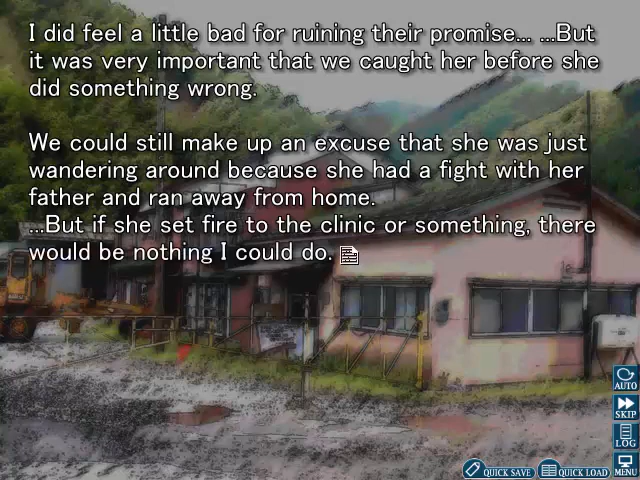 I did feel a little bad for ruining their promise... ...But
it was very important that we caught her before she
did something wrong.
We could still make up an excuse that she was just
wandering around because she had a fight with her
father and ran away from home.
...But if she set fire to the clinic or something, there
would be nothing I could do.
AUTO
SKIP
LOG
MENU
QUICK SAVE
QUICK LOAD